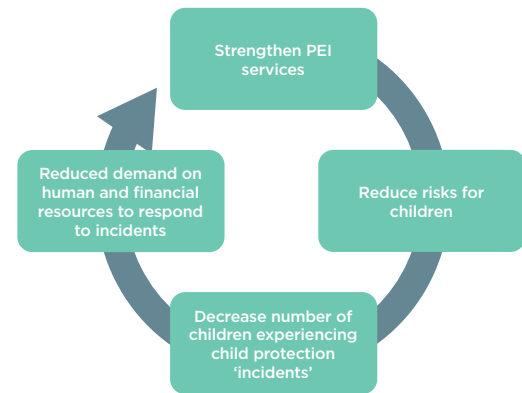 Strengthen PEI
services
Reduce risks for
children
Decrease number of
children experiencing
child protection
‘incidents’
Reduced demand on
human and financial
resources to respond
to incidents